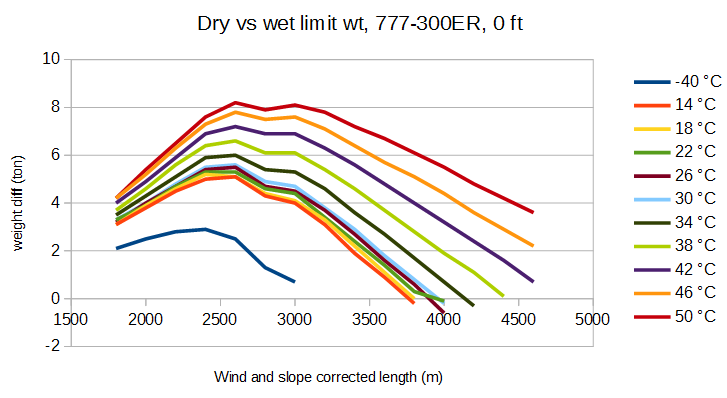 Dry vs wet limit wt, 777-300ER, 0 ft
10
8
6
4
2
0
-2
1500 2000 2500 3000 3500 4000 4500 5000
weight diff (ton)
Wind and slope corrected length (m)
-40 °C
14 °C
18 °C
22 °C
26 °C
30 °C
34 °C
38 °C
42 °C
46 °C
50 °C